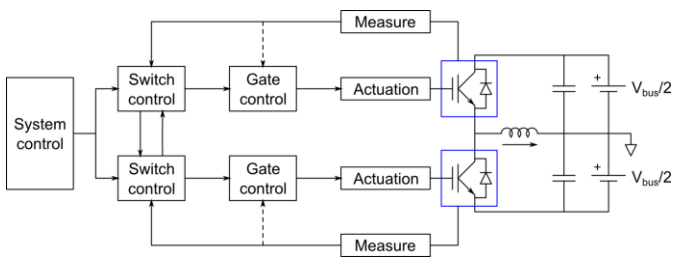 Measure
Switch
control
Gate
control
Actuation
+
V_bus/2
System
control
Switch
control
Gate
control
Actuation
+
V_bus/2
Measure